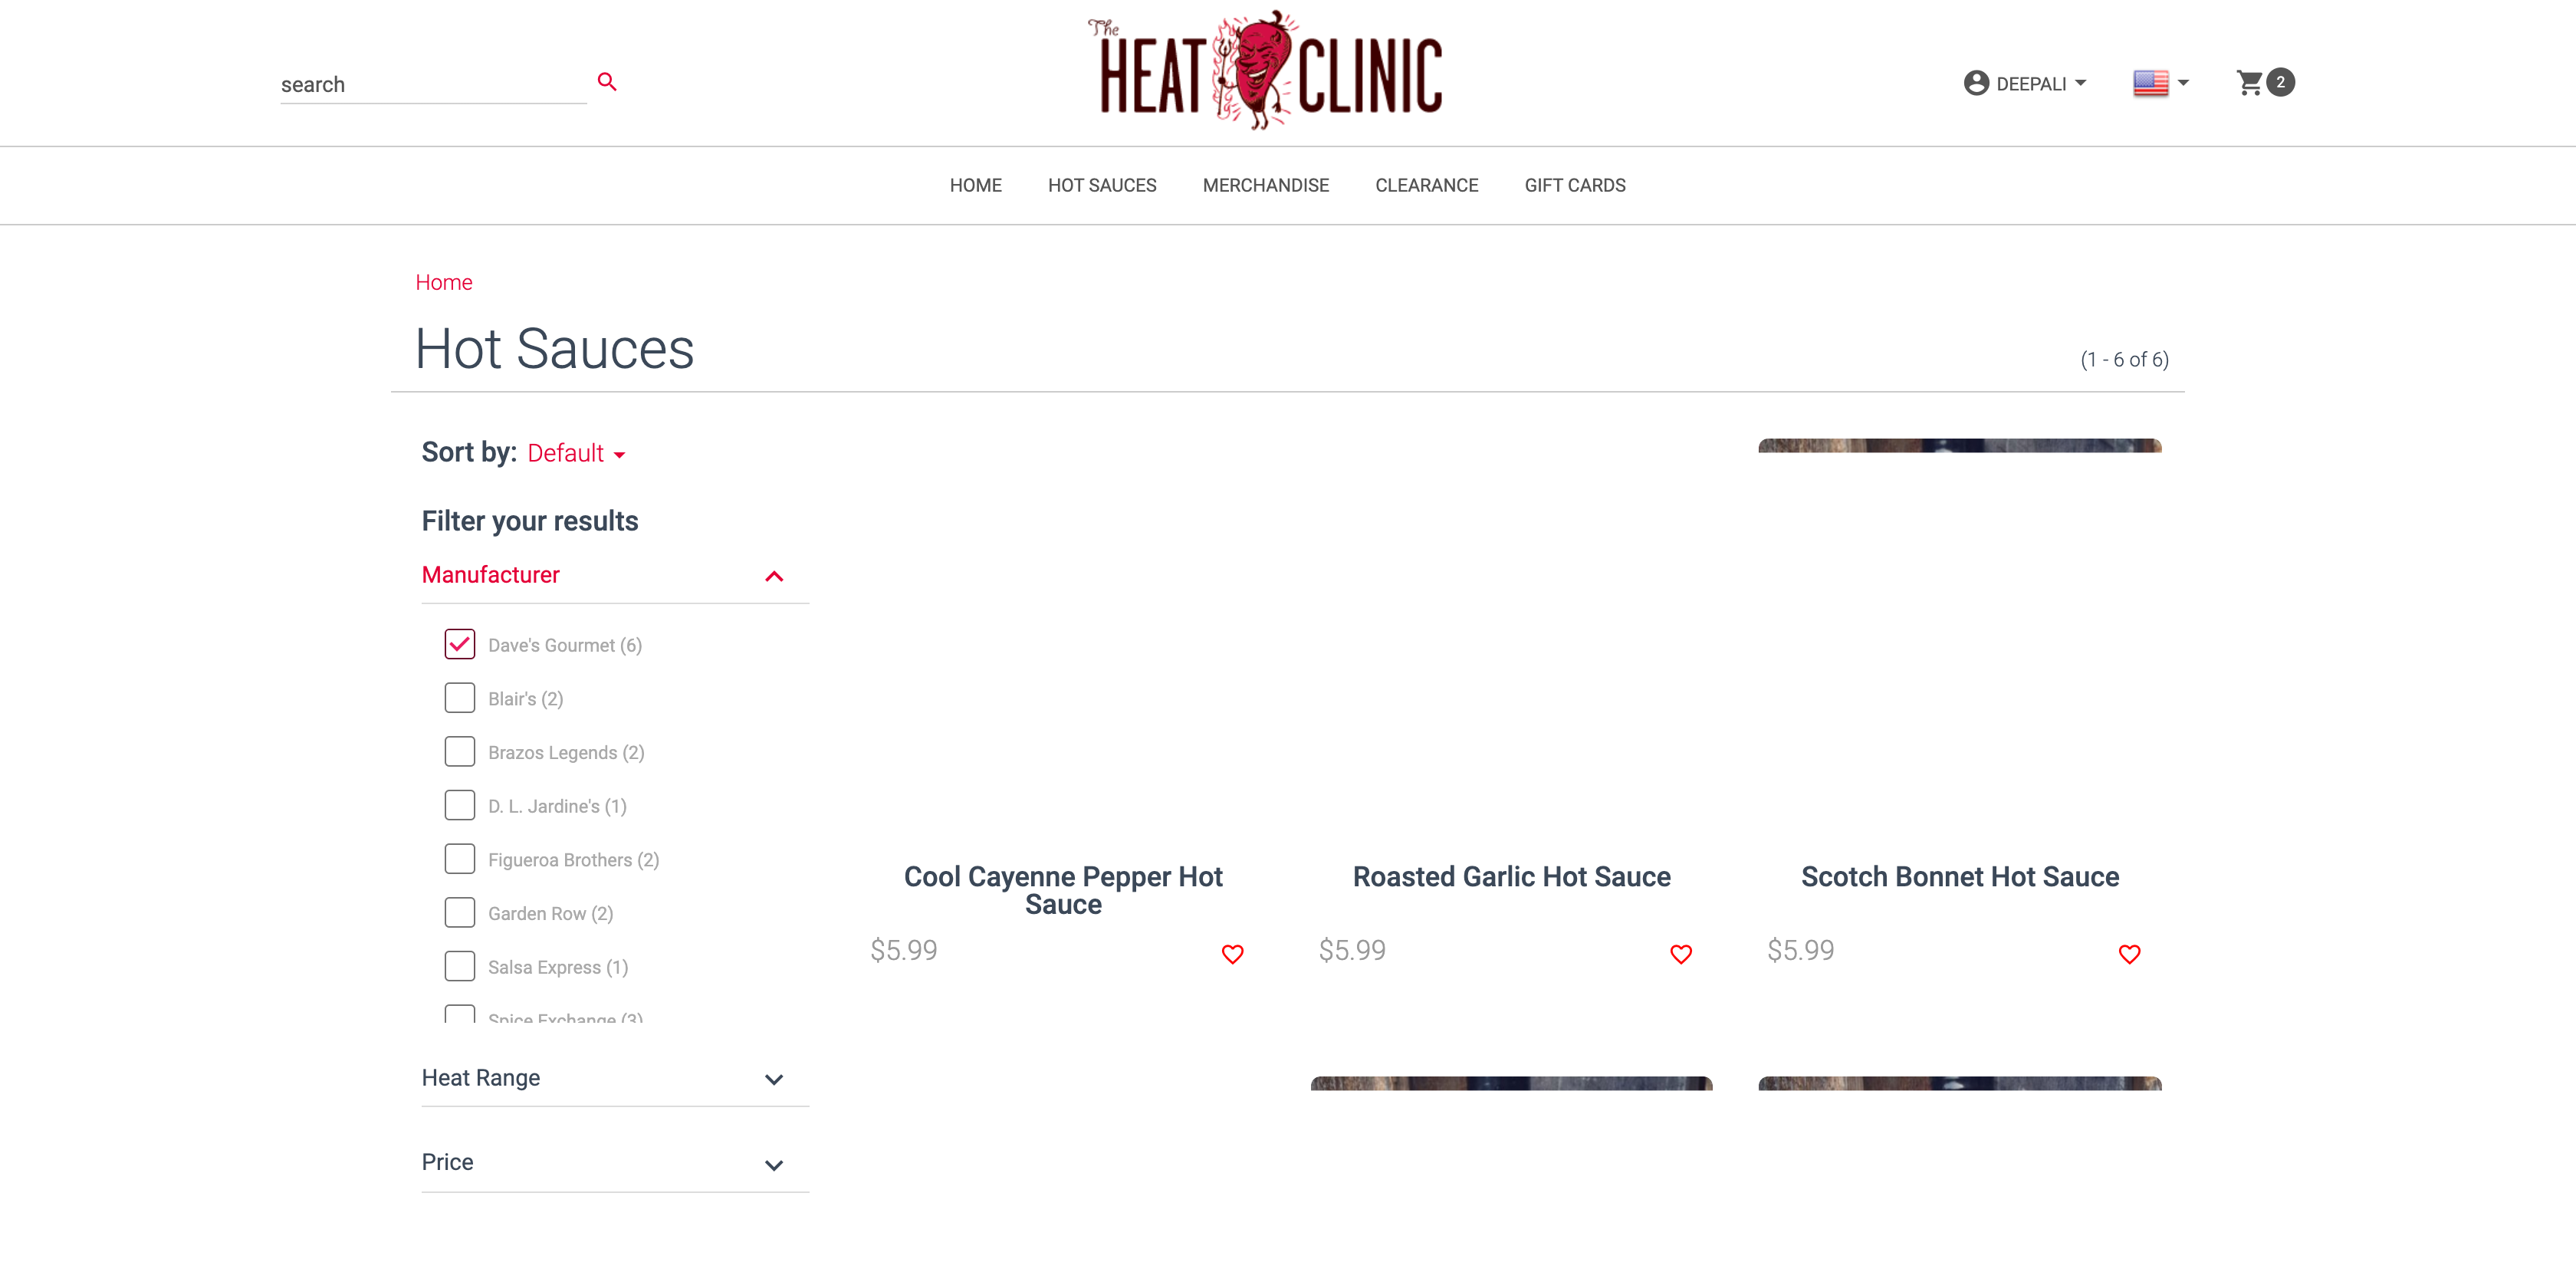 search
The
HEAT CLINIC
DEEPALI
2
HOME HOT SAUCES MERCHANDISE CLEARANCE GIFT CARDS
Home
Hot Sauces
(1 - 6 of 6)
Sort by: Default
Filter your results
Manufacturer
Dave's Gourmet (6)
Blair's (2)
Brazos Legends (2)
D. L. Jardine's (1)
Figueroa Brothers (2)
Garden Row (2)
Salsa Express (1)
Spice Exchange (3)
Heat Range
Price
Cool Cayenne Pepper Hot
Sauce
$5.99
Roasted Garlic Hot Sauce
$5.99
Scotch Bonnet Hot Sauce
$5.99